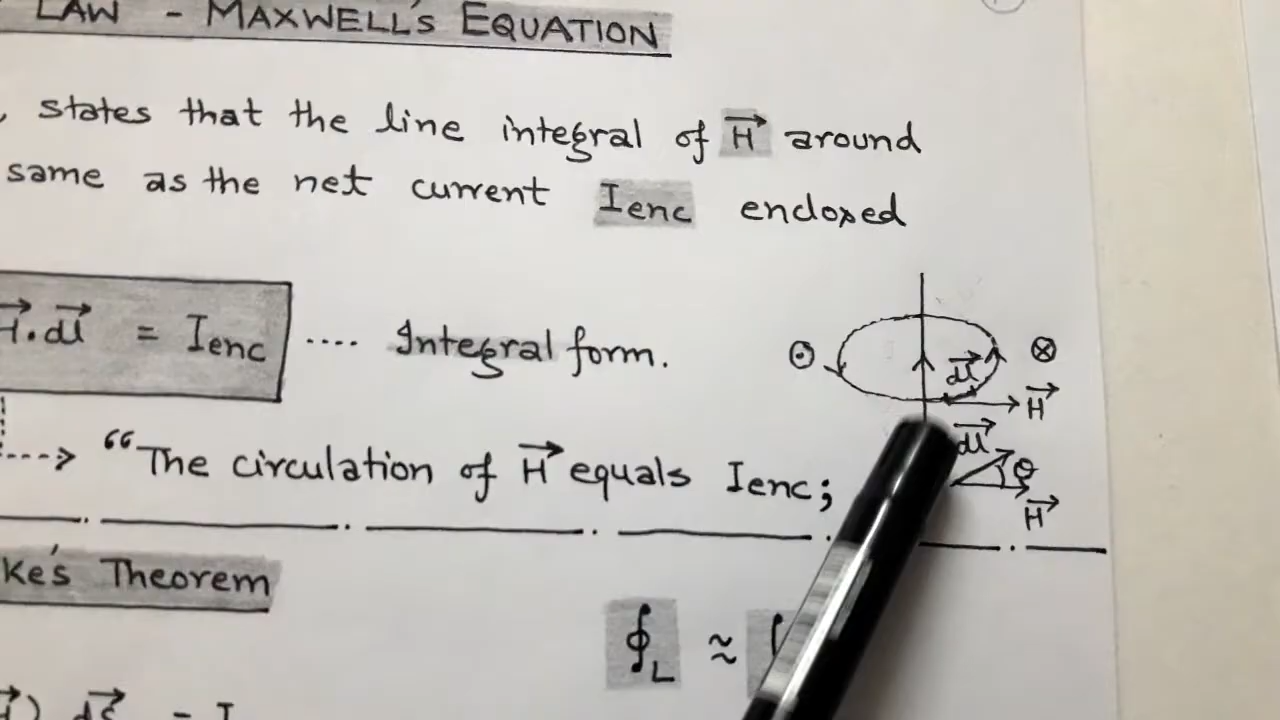 LAW - MAXWELL'S EQUATION
states that the line integral of H⃗ around
same as the net current Ienc enclosed
H⃗.dl⃗ = Ienc .... Integral form.
⊙ dl⃗ ⊗
H⃗
dl⃗
θ
H⃗
"The circulation of H⃗ equals Ienc;
ke's Theorem
∮L ≈